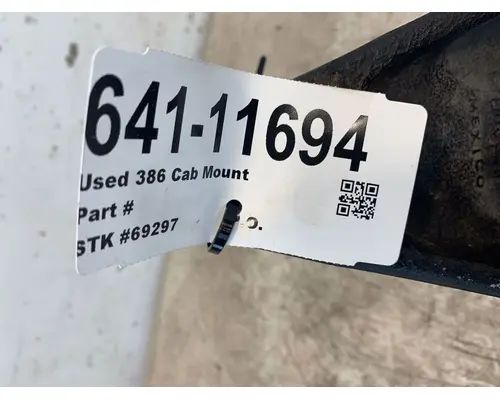 641-11694
Used 386 Cab Mount
Part #
STK #69297
o.